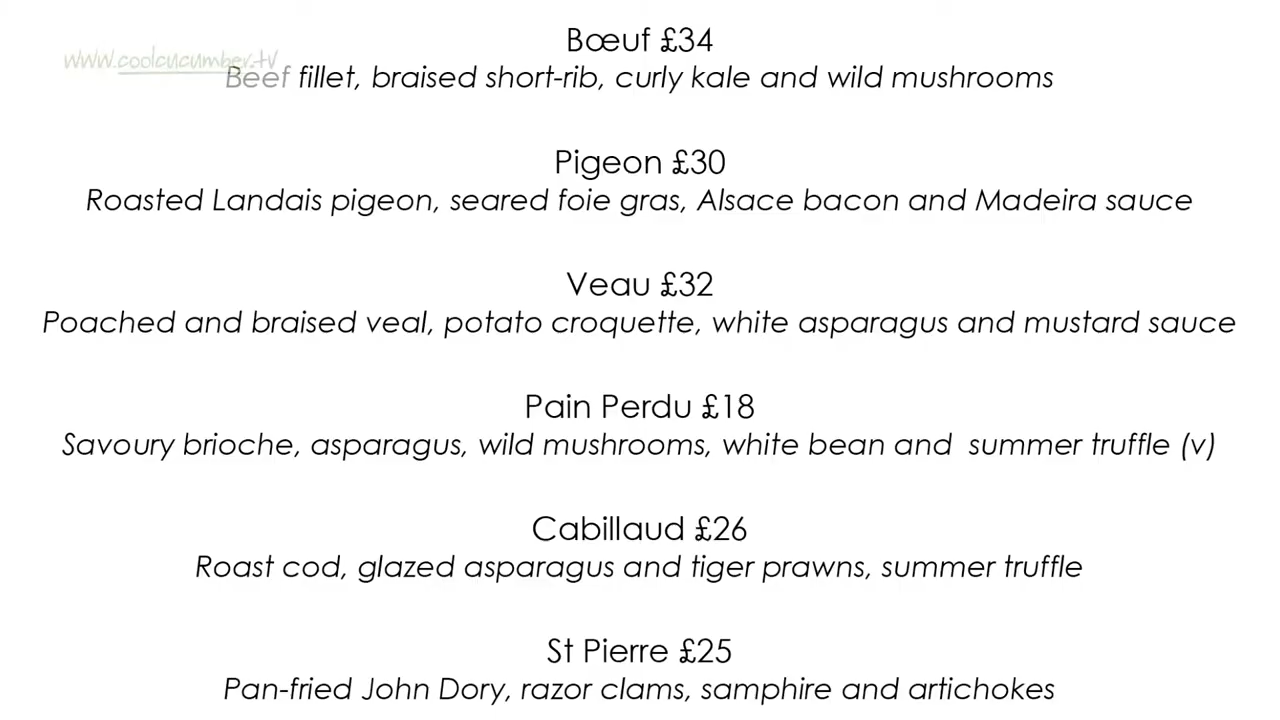 www.coolcucumber.tv
Bœuf £34
Beef fillet, braised short-rib, curly kale and wild mushrooms
Pigeon £30
Roasted Landais pigeon, seared foie gras, Alsace bacon and Madeira sauce
Veau £32
Poached and braised veal, potato croquette, white asparagus and mustard sauce
Pain Perdu £18
Savoury brioche, asparagus, wild mushrooms, white bean and  summer truffle (v)
Cabillaud £26
Roast cod, glazed asparagus and tiger prawns, summer truffle
St Pierre £25
Pan-fried John Dory, razor clams, samphire and artichokes